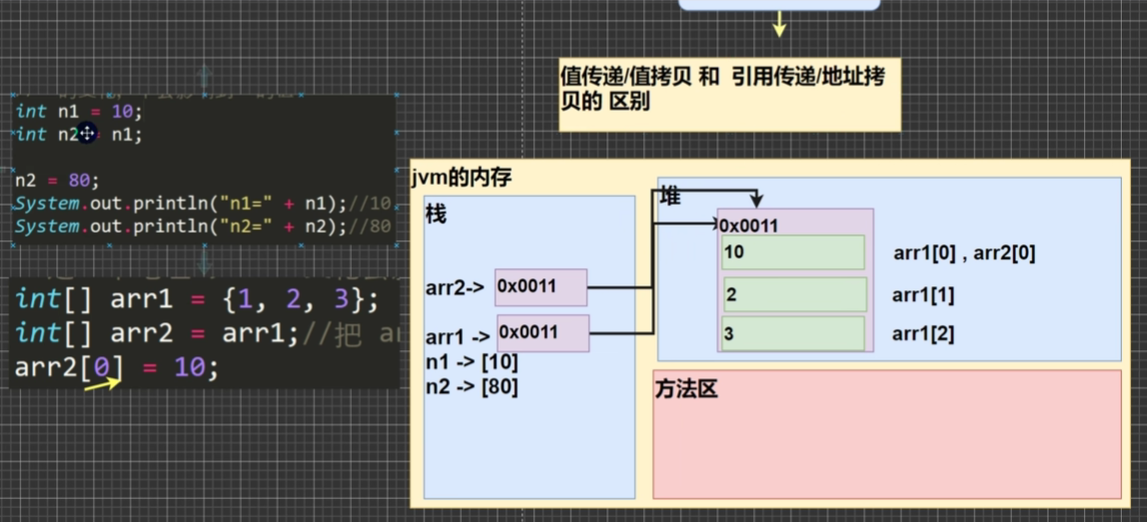 值传递/值拷贝 和 引用传递/地址拷
贝的 区别
int n1 = 10;
int n2 n1;
n2 = 80;
System.out.println("n1=" + n1);//10
System.out.println("n2=" + n2);//80
int[] arr1 = {1, 2, 3};
int[] arr2 = arr1;//把
arr2[0] = 10;
jvm的内存
栈
arr2-> 0x0011
arr1 -> 0x0011
n1 -> [10]
n2 -> [80]
堆
0x0011
10 arr1[0] , arr2[0]
2 arr1[1]
3 arr1[2]
方法区